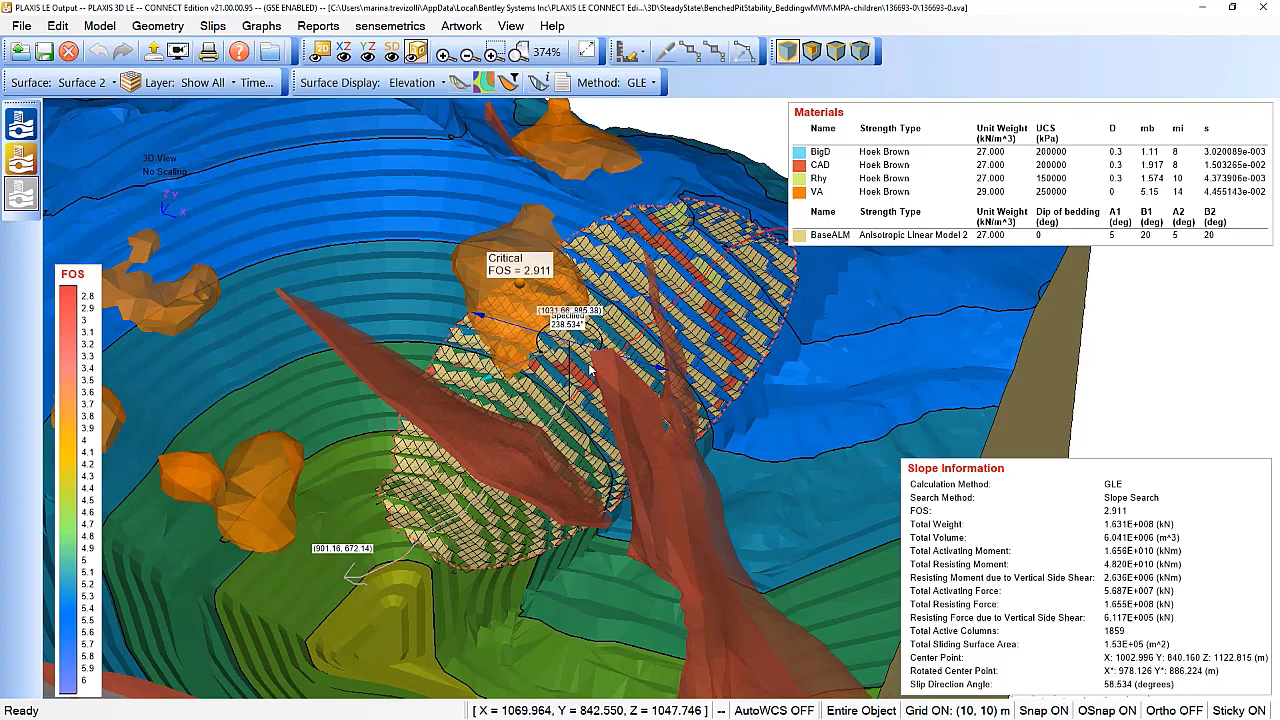 PLAXIS LE Output -- PLAXIS 3D LE -- CONNECT Edition v21.00.00.95 -- (GSE ENABLED) -- [C:\Users\marina.trevizolli\AppData\Local\Bentley Systems Inc\PLAXIS LE CONNECT Edi...\3D\SteadyState\BenchedPitStability_BeddingwMVM\MPA-children\136693-0\136693-0.sva]
File Edit Model Geometry Slips Graphs Reports sensemetrics Artwork View Help
2D XZ YZ SD 374%
Surface: Surface 2 Layer: Show All Time... Surface Display: Elevation Method: GLE
3D View
No Scaling
Z Y
X
Materials
Name Strength Type Unit Weight (kN/m^3) UCS (kPa) D mb mi s
BigD Hoek Brown 27.000 200000 0.3 1.11 8 3.020089e-003
CAD Hoek Brown 27.000 200000 0.3 1.917 8 1.503265e-002
Rhy Hoek Brown 27.000 150000 0.3 1.574 10 4.373906e-003
VA Hoek Brown 29.000 250000 0 5.15 14 4.455143e-002
Name Strength Type Unit Weight (kN/m^3) Dip of bedding (deg) A1 (deg) B1 (deg) A2 (deg) B2 (deg)
BaseALM Anisotropic Linear Model 2 27.000 0 5 20 5 20
Critical
FOS = 2.911
(1031.66, 885.38)
Specified
238.534°
(901.16, 672.14)
FOS
2.8
2.9
3.1
3.2
3.3
3.4
3.5
3.6
3.7
3.8
4
4.1
4.2
4.3
4.4
4.5
4.6
4.7
4.8
4.9
5
5.1
5.2
5.3
5.4
5.5
5.6
5.7
5.8
5.9
6
Slope Information
Calculation Method: GLE
Search Method: Slope Search
FOS: 2.911
Total Weight: 1.631E+008 (kN)
Total Volume: 6.041E+006 (m^3)
Total Activating Moment: 1.656E+010 (kNm)
Total Resisting Moment: 4.820E+010 (kNm)
Resisting Moment due to Vertical Side Shear: 2.636E+006 (kNm)
Total Activating Force: 5.687E+007 (kN)
Total Resisting Force: 1.655E+008 (kN)
Resisting Force due to Vertical Side Shear: 6.117E+005 (kN)
Total Active Columns: 1859
Total Sliding Surface Area: 1.53E+05 (m^2)
Center Point: X: 1002.996 Y: 840.160 Z: 1122.815 (m)
Rotated Center Point: X": 978.126 Y": 886.224 (m)
Slip Direction Angle: 58.534 (degrees)
Ready [ X = 1069.964, Y = 842.550, Z = 1047.746 ] -- AutoWCS OFF Entire Object Grid ON: (10, 10) m Snap ON OSnap ON Ortho OFF Sticky ON